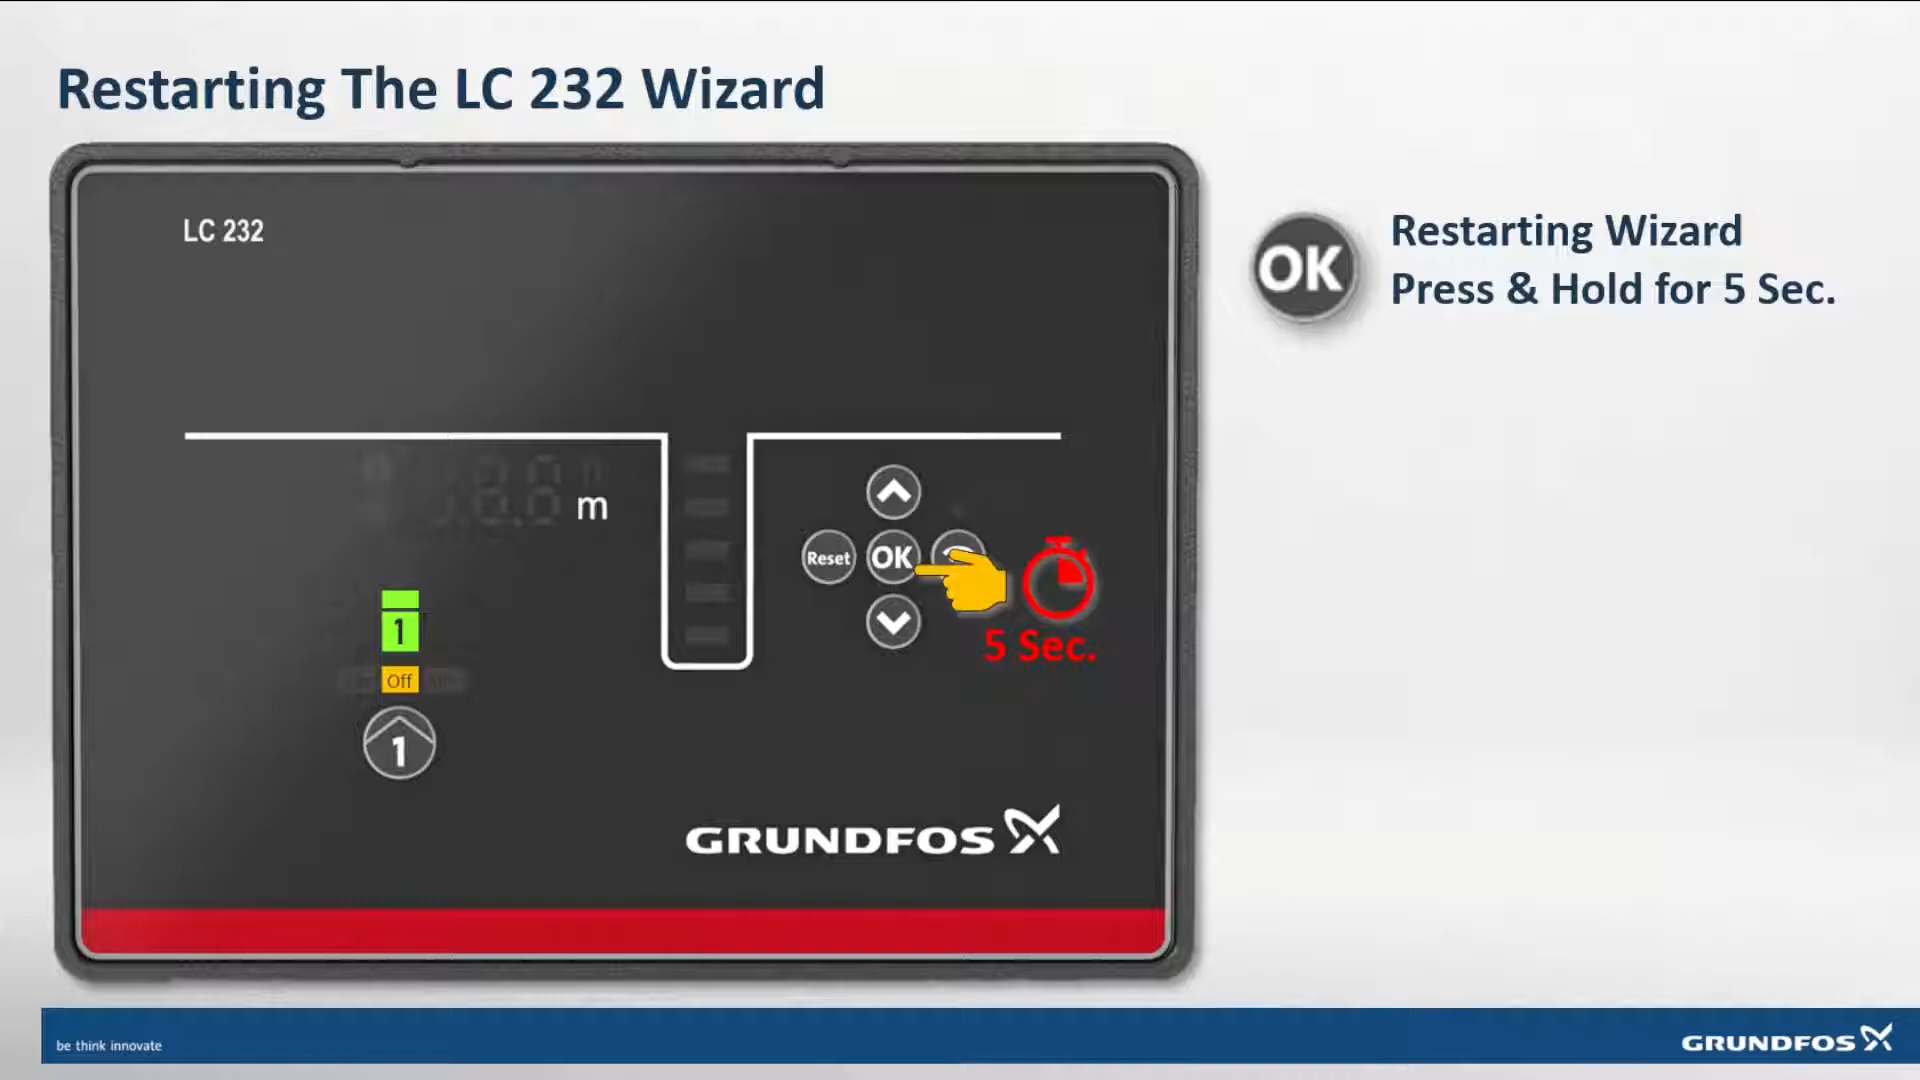 Restarting The LC 232 Wizard
LC 232
Restarting Wizard
Press & Hold for 5 Sec.
OK
m
Reset
OK
5 Sec.
1
Off
1
GRUNDFOS
be think innovate
GRUNDFOS